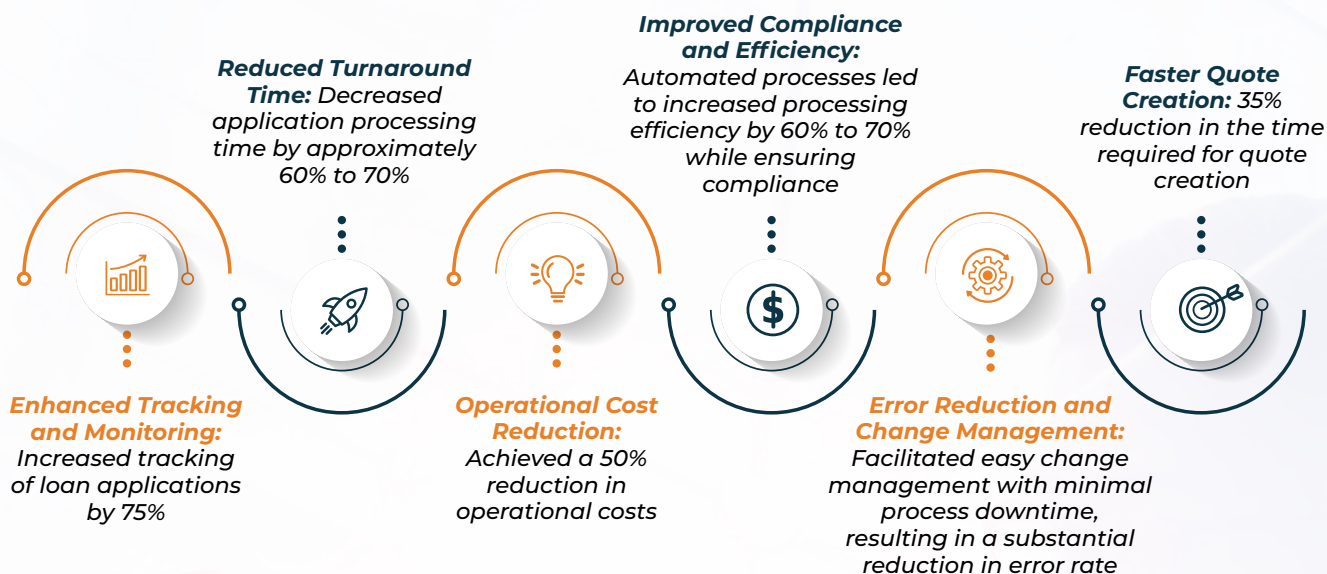 Enhanced Tracking
and Monitoring:
Increased tracking
of loan applications
by 75%
Reduced Turnaround
Time: Decreased
application processing
time by approximately
60% to 70%
Operational Cost
Reduction:
Achieved a 50%
reduction in
operational costs
Improved Compliance
and Efficiency:
Automated processes led
to increased processing
efficiency by 60% to 70%
while ensuring
compliance
$
Error Reduction and
Change Management:
Facilitated easy change
management with minimal
process downtime,
resulting in a substantial
reduction in error rate
Faster Quote
Creation: 35%
reduction in the time
required for quote
creation